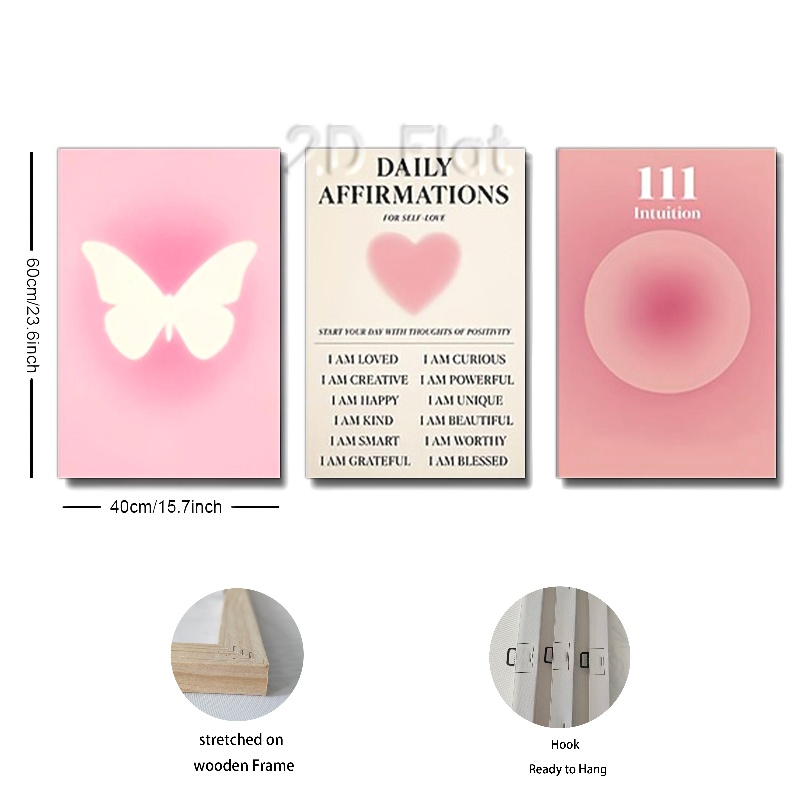 2D Flat
60cm/23.6inch
40cm/15.7inch
DAILY
AFFIRMATIONS
FOR SELF-LOVE
START YOUR DAY WITH THOUGHTS OF POSITIVITY
I AM LOVED I AM CURIOUS
I AM CREATIVE I AM POWERFUL
I AM HAPPY I AM UNIQUE
I AM KIND I AM BEAUTIFUL
I AM SMART I AM WORTHY
I AM GRATEFUL I AM BLESSED
111
Intuition
stretched on
wooden Frame
Hook
Ready to Hang